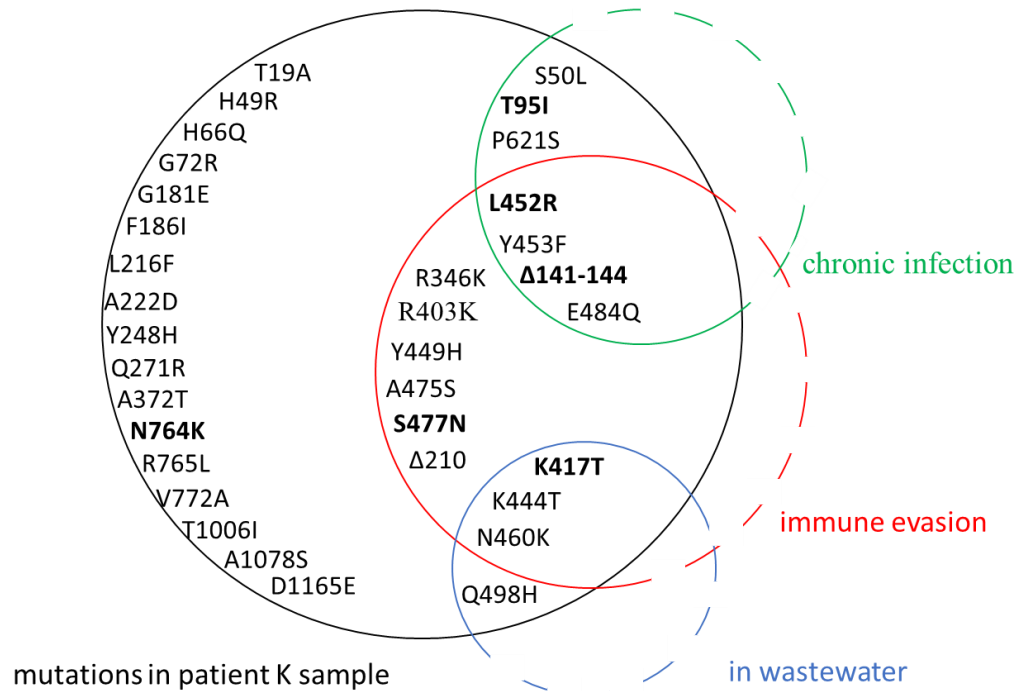 T19A
H49R
H66Q
G72R
G181E
F186I
L216F
A222D
Y248H
Q271R
A372T
N764K
R765L
V772A
T1006I
A1078S
D1165E
S50L
T95I
P621S
L452R
Y453F
Δ141-144
E484Q
R346K
R403K
Y449H
A475S
S477N
Δ210
K417T
K444T
N460K
Q498H
chronic infection
immune evasion
in wastewater
mutations in patient K sample